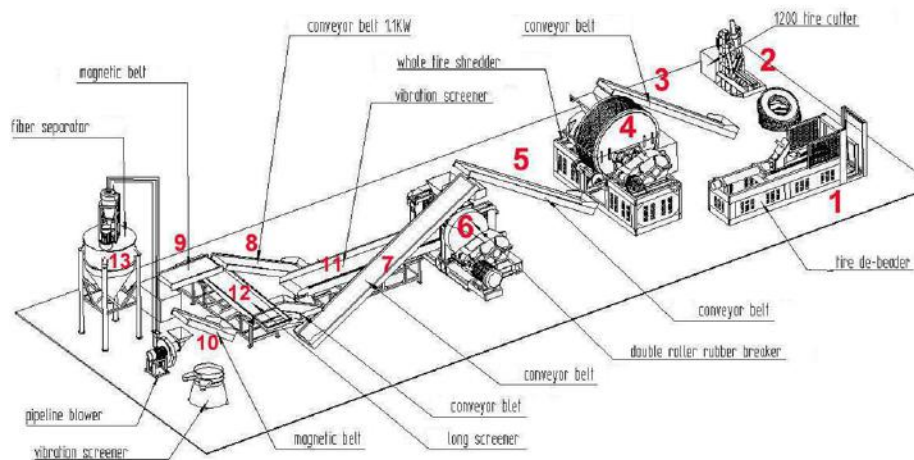 1200 tire cutter
conveyor belt 1.1KW
conveyor belt
2
whole tire shredder
3
magnetic belt
vibration screener
4
fiber separator
5
1
6
8
9
11
7
13
12
tire de-beader
conveyor belt
10
double roller rubber breaker
conveyor belt
pipeline blower
conveyor blet
magnetic belt
long screener
vibration screener